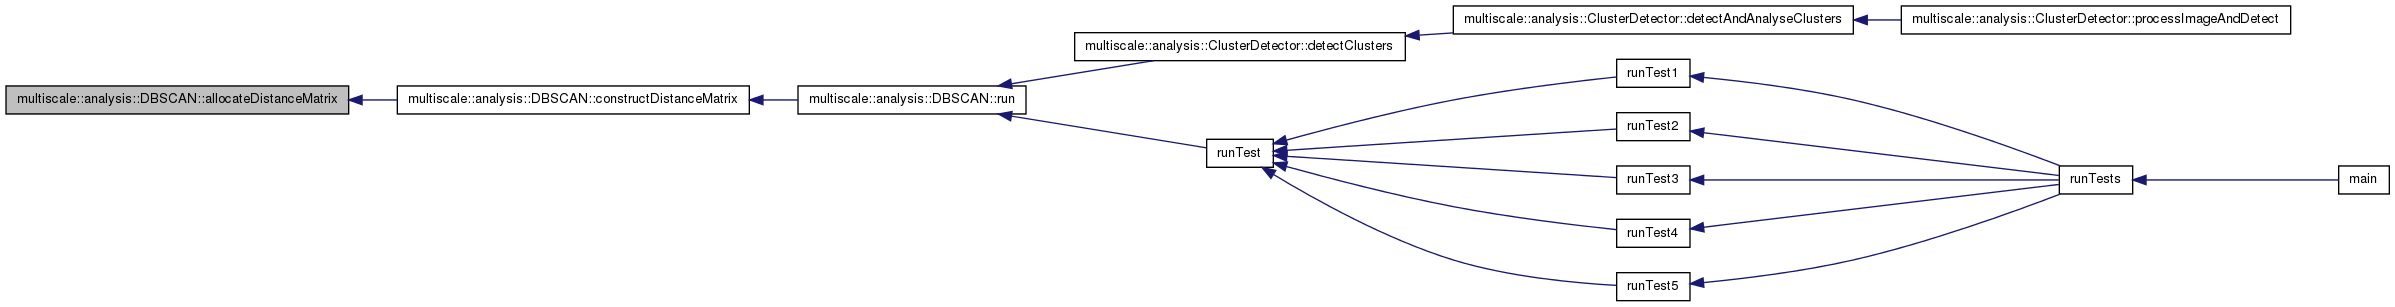 multiscale::analysis::ClusterDetector::detectAndAnalyseClusters
multiscale::analysis::ClusterDetector::processImageAndDetect
multiscale::analysis::ClusterDetector::detectClusters
runTest1
multiscale::analysis::DBSCAN::allocateDistanceMatrix
multiscale::analysis::DBSCAN::constructDistanceMatrix
multiscale::analysis::DBSCAN::run
runTest2
runTest
runTest3
runTests
main
runTest4
runTest5